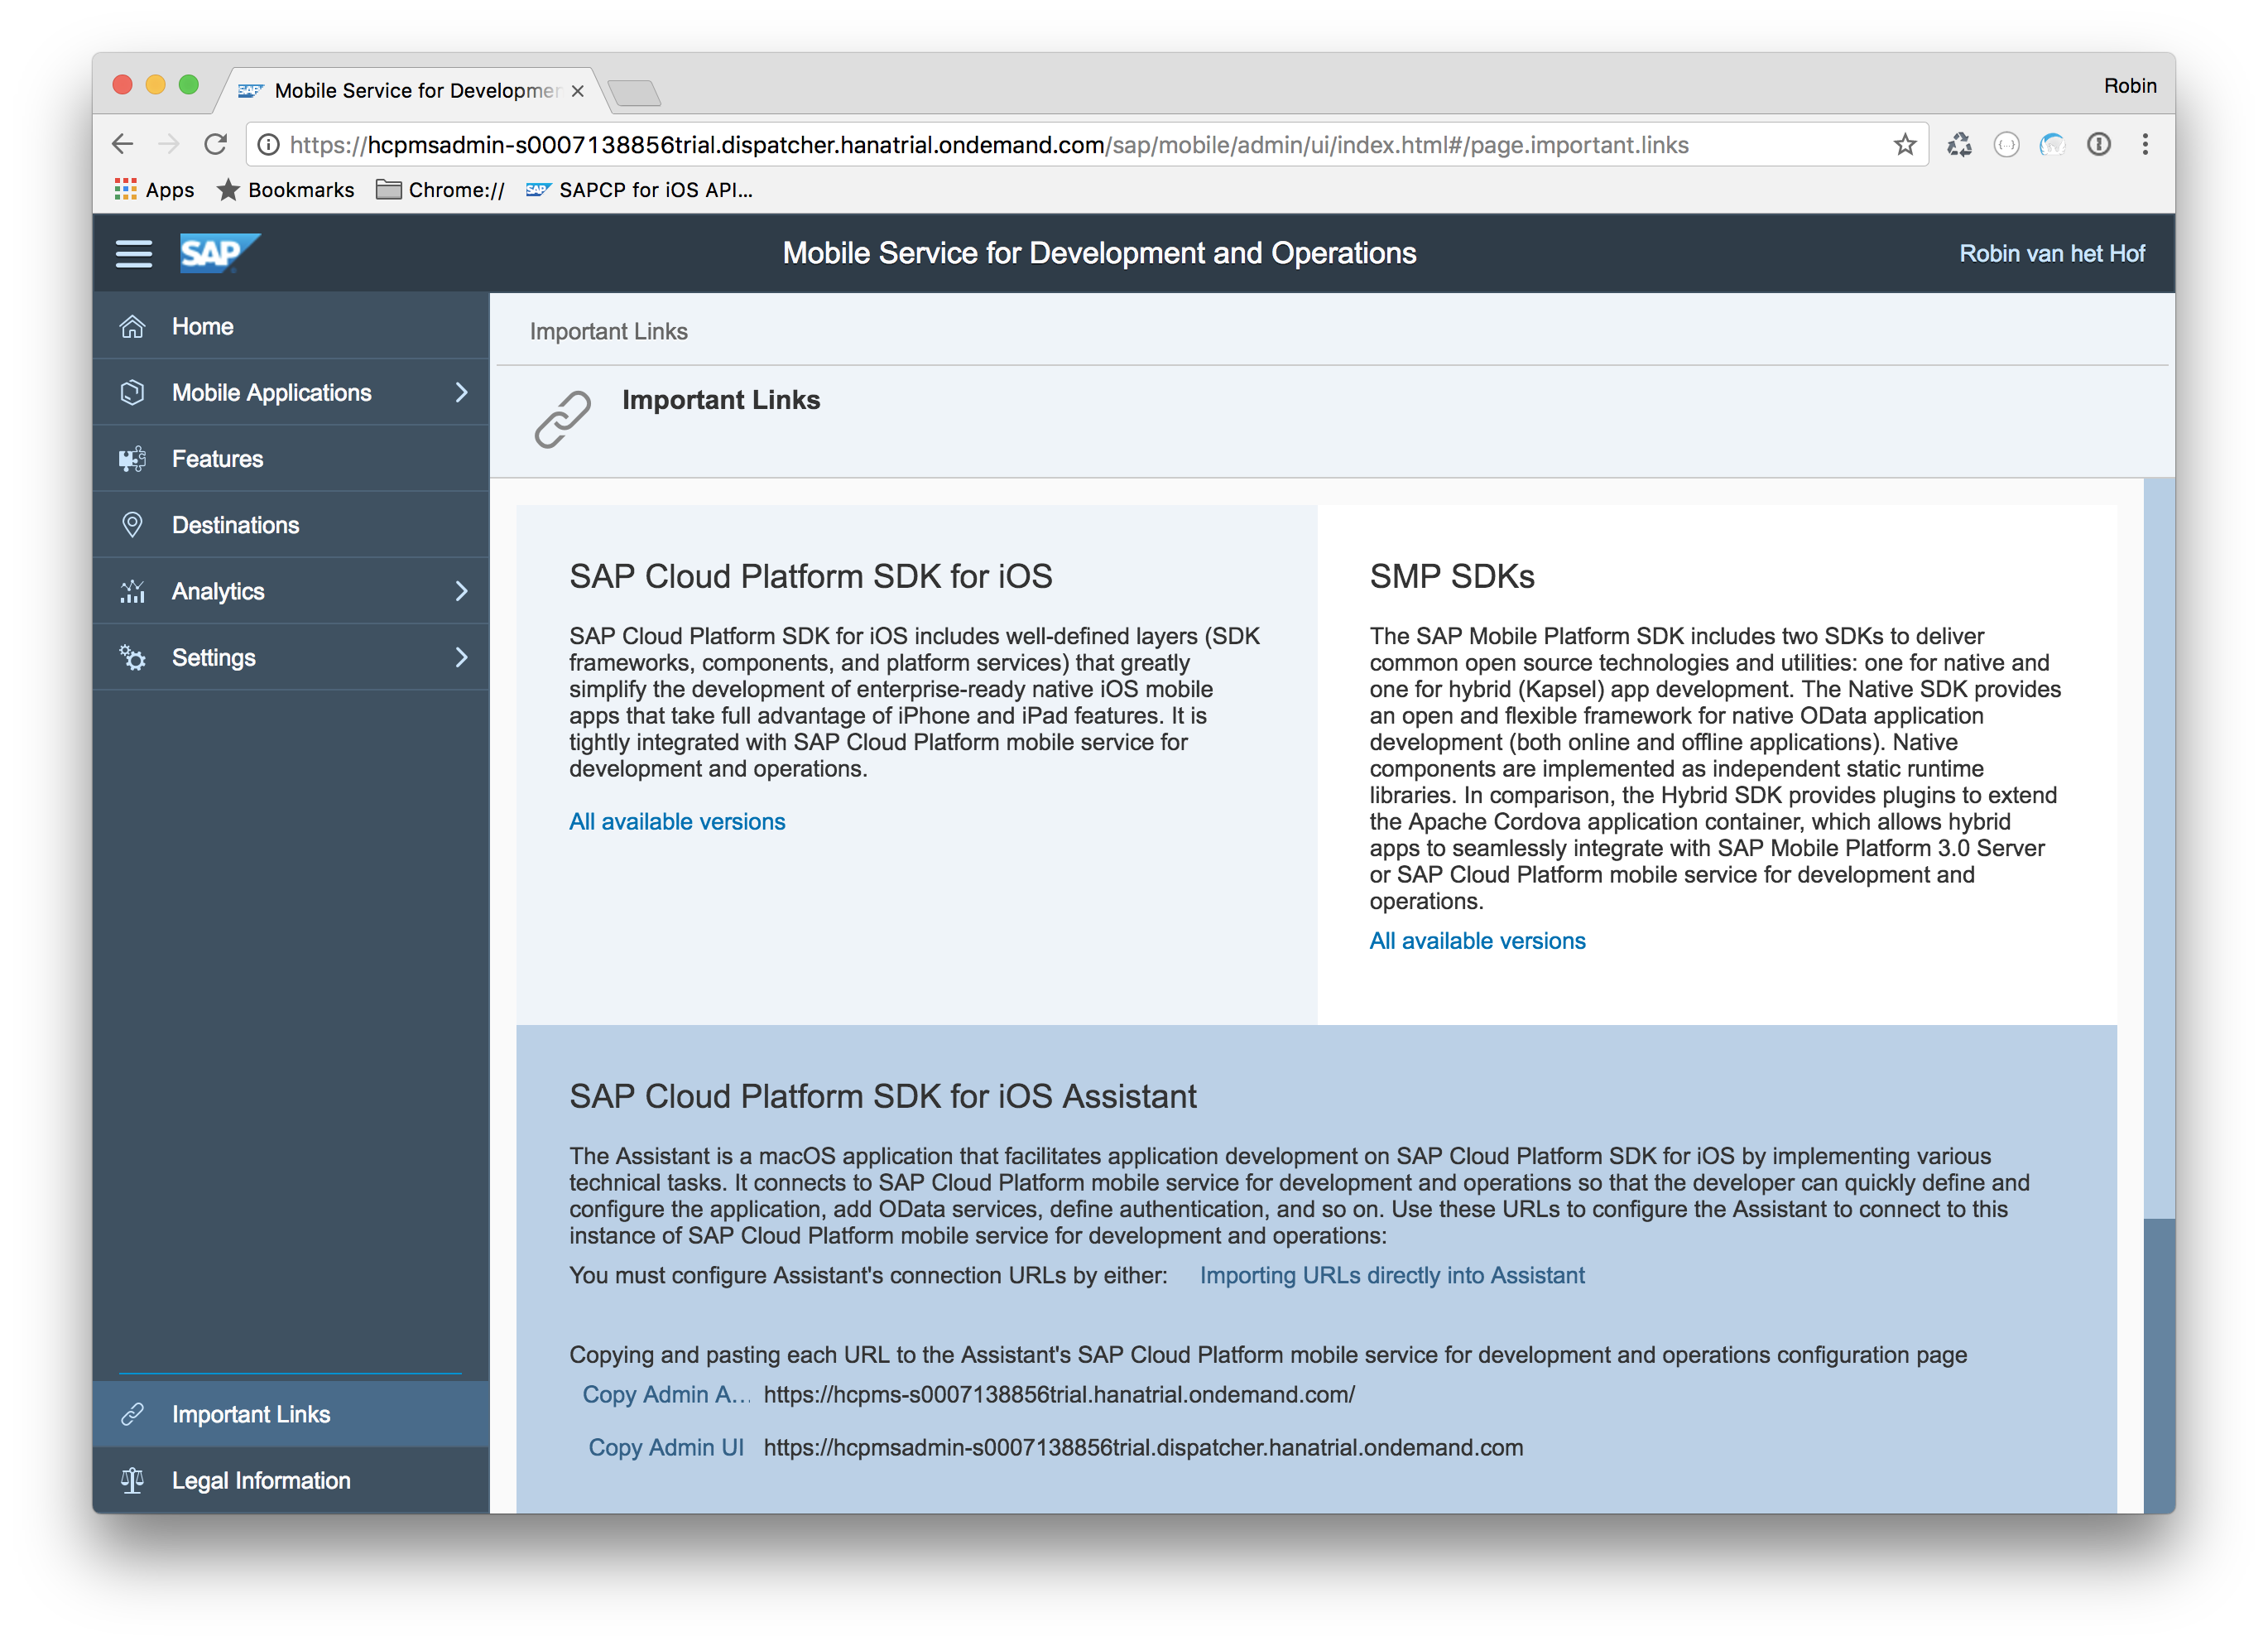 SAP Mobile Service for Developmen
Robin
https://hcpmsadmin-s0007138856trial.dispatcher.hanatrial.ondemand.com/sap/mobile/admin/ui/index.html#/page.important.links
Apps Bookmarks Chrome:// SAP SAPCP for iOS API...
SAP
Mobile Service for Development and Operations
Robin van het Hof
Home
Mobile Applications
Features
Destinations
Analytics
Settings
Important Links
Legal Information
Important Links
Important Links
SAP Cloud Platform SDK for iOS
SAP Cloud Platform SDK for iOS includes well-defined layers (SDK
frameworks, components, and platform services) that greatly
simplify the development of enterprise-ready native iOS mobile
apps that take full advantage of iPhone and iPad features. It is
tightly integrated with SAP Cloud Platform mobile service for
development and operations.
All available versions
SMP SDKs
The SAP Mobile Platform SDK includes two SDKs to deliver
common open source technologies and utilities: one for native and
one for hybrid (Kapsel) app development. The Native SDK provides
an open and flexible framework for native OData application
development (both online and offline applications). Native
components are implemented as independent static runtime
libraries. In comparison, the Hybrid SDK provides plugins to extend
the Apache Cordova application container, which allows hybrid
apps to seamlessly integrate with SAP Mobile Platform 3.0 Server
or SAP Cloud Platform mobile service for development and
operations.
All available versions
SAP Cloud Platform SDK for iOS Assistant
The Assistant is a macOS application that facilitates application development on SAP Cloud Platform SDK for iOS by implementing various
technical tasks. It connects to SAP Cloud Platform mobile service for development and operations so that the developer can quickly define and
configure the application, add OData services, define authentication, and so on. Use these URLs to configure the Assistant to connect to this
instance of SAP Cloud Platform mobile service for development and operations:
You must configure Assistant's connection URLs by either: Importing URLs directly into Assistant
Copying and pasting each URL to the Assistant's SAP Cloud Platform mobile service for development and operations configuration page
Copy Admin A... https://hcpms-s0007138856trial.hanatrial.ondemand.com/
Copy Admin UI https://hcpmsadmin-s0007138856trial.dispatcher.hanatrial.ondemand.com